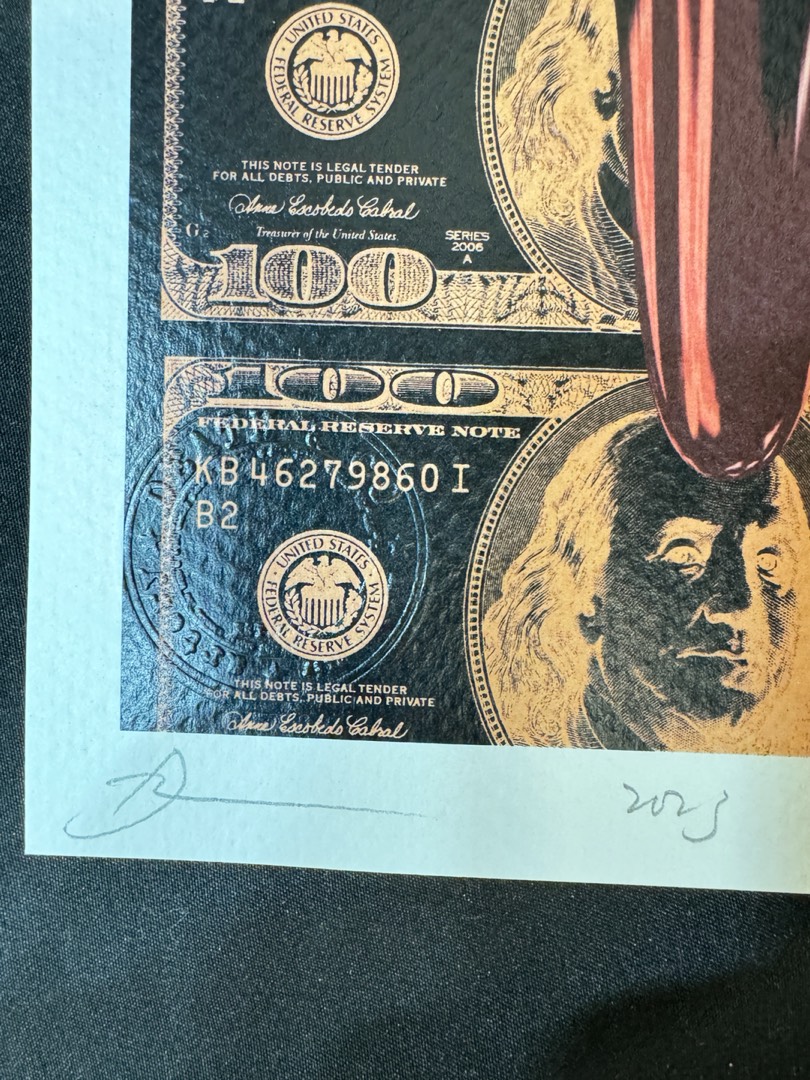 UNITED STATES
FEDERAL RESERVE SYSTEM
THIS NOTE IS LEGAL TENDER
FOR ALL DEBTS, PUBLIC AND PRIVATE
Anna Escobedo Cabral
Treasurer of the United States
SERIES
2006
A
100
100
FEDERAL RESERVE NOTE
KB 46279860 I
B2
UNITED STATES
FEDERAL RESERVE SYSTEM
THIS NOTE IS LEGAL TENDER
FOR ALL DEBTS, PUBLIC AND PRIVATE
Anna Escobedo Cabral
2023